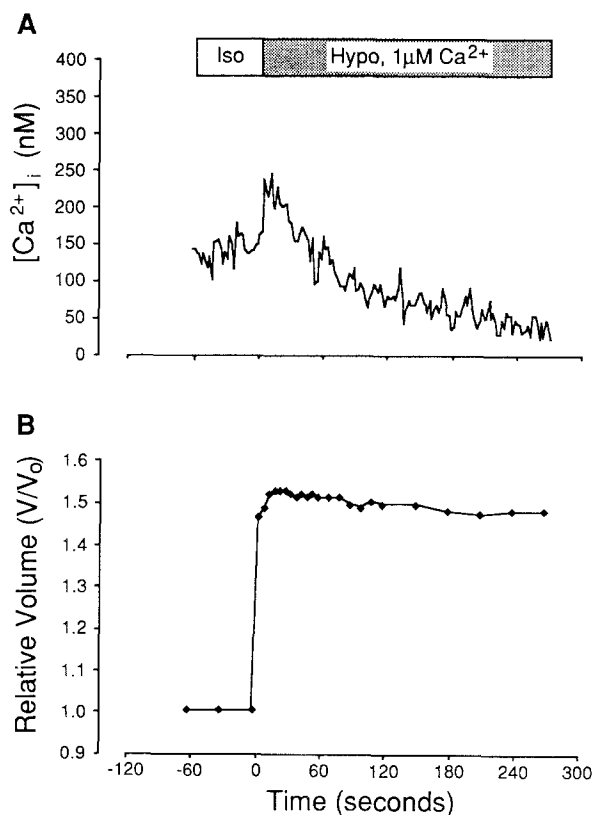 A
Iso
Hypo, 1µM Ca²⁺
[Ca²⁺]ᵢ (nM)
400
350
300
250
200
150
100
50
0
B
Relative Volume (V/V₀)
1.6
1.5
1.4
1.3
1.2
1.1
1.0
0.9
-120 -60 0 60 120 180 240 300
Time (seconds)